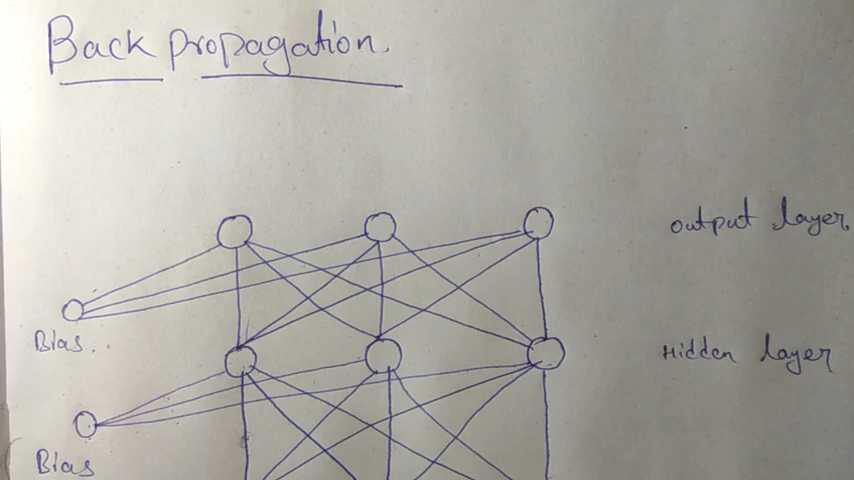 Back propagation.
output layer.
Bias..
Hidden layer
Bias